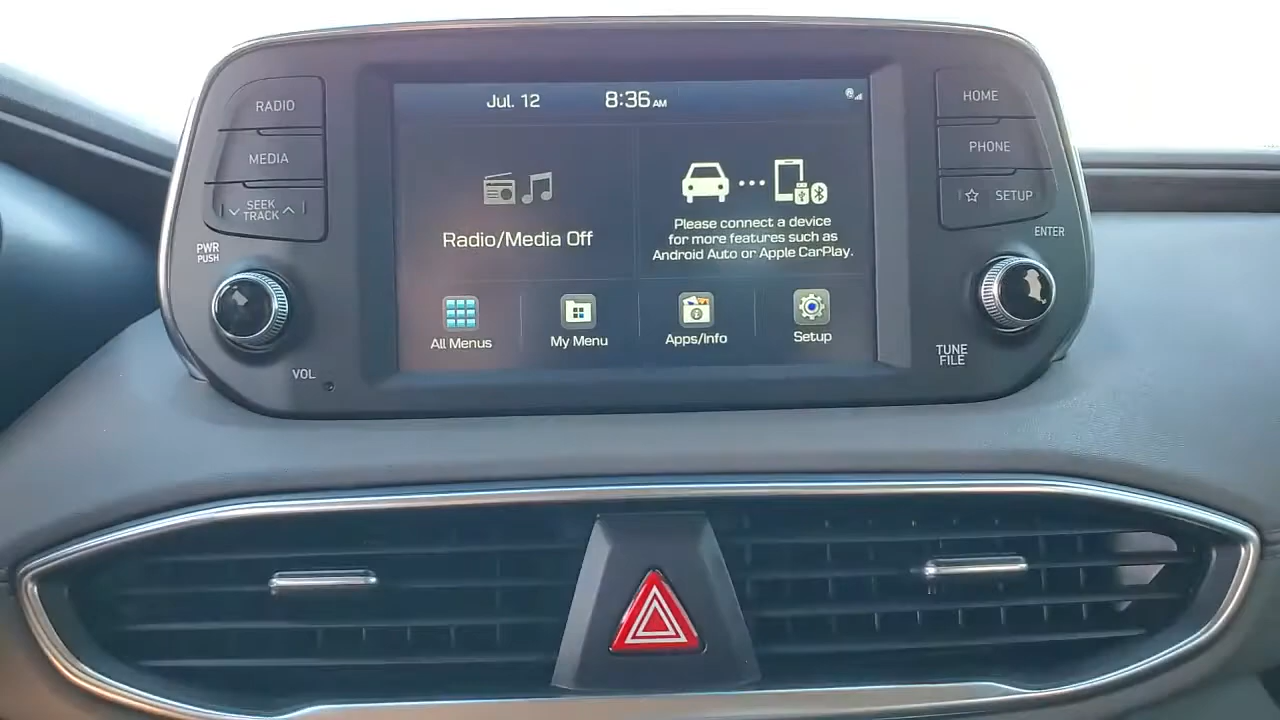 RADIO
MEDIA
SEEK
TRACK
PWR
PUSH
VOL
Jul. 12
8:36 AM
Radio/Media Off
Please connect a device
for more features such as
Android Auto or Apple CarPlay.
All Menus
My Menu
Apps/Info
Setup
HOME
PHONE
SETUP
ENTER
TUNE
FILE